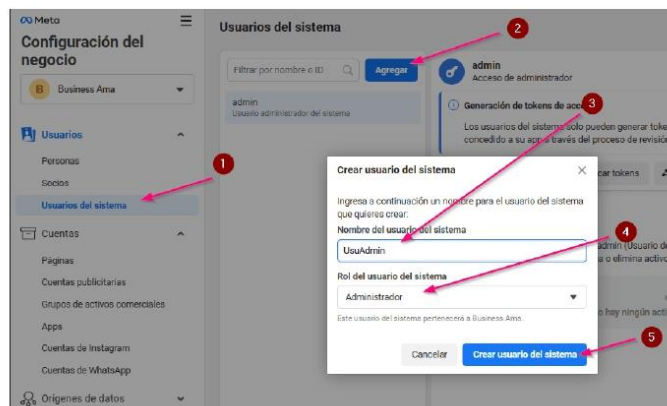 Meta
Configuración del
negocio
B Business Ama
Usuarios
Personas
Socios
Usuarios del sistema
Cuentas
Páginas
Cuentas publicitarias
Grupos de activos comerciales
Apps
Cuentas de Instagram
Cuentas de WhatsApp
Orígenes de datos
1
Usuarios del sistema
2
Filtrar por nombre o ID
Agregar
admin
Usuario administrador del sistema
admin
Acceso de administrador
3
Generación de tokens de acc
Los usuarios del sistema solo pueden generar toke
concedido a su app a través del proceso de revisión
car tokens
Crear usuario del sistema
Ingresa a continuación un nombre para el usuario del sistema
que quieres crear:
Nombre del usuario del sistema
UsuAdmin
4
Rol del usuario del sistema
Administrador
Este usuario del sistema pertenecerá a Business Ama.
Cancelar
Crear usuario del sistema
5
admin (Usuario de
a o elimina activo
o hay ningún acti